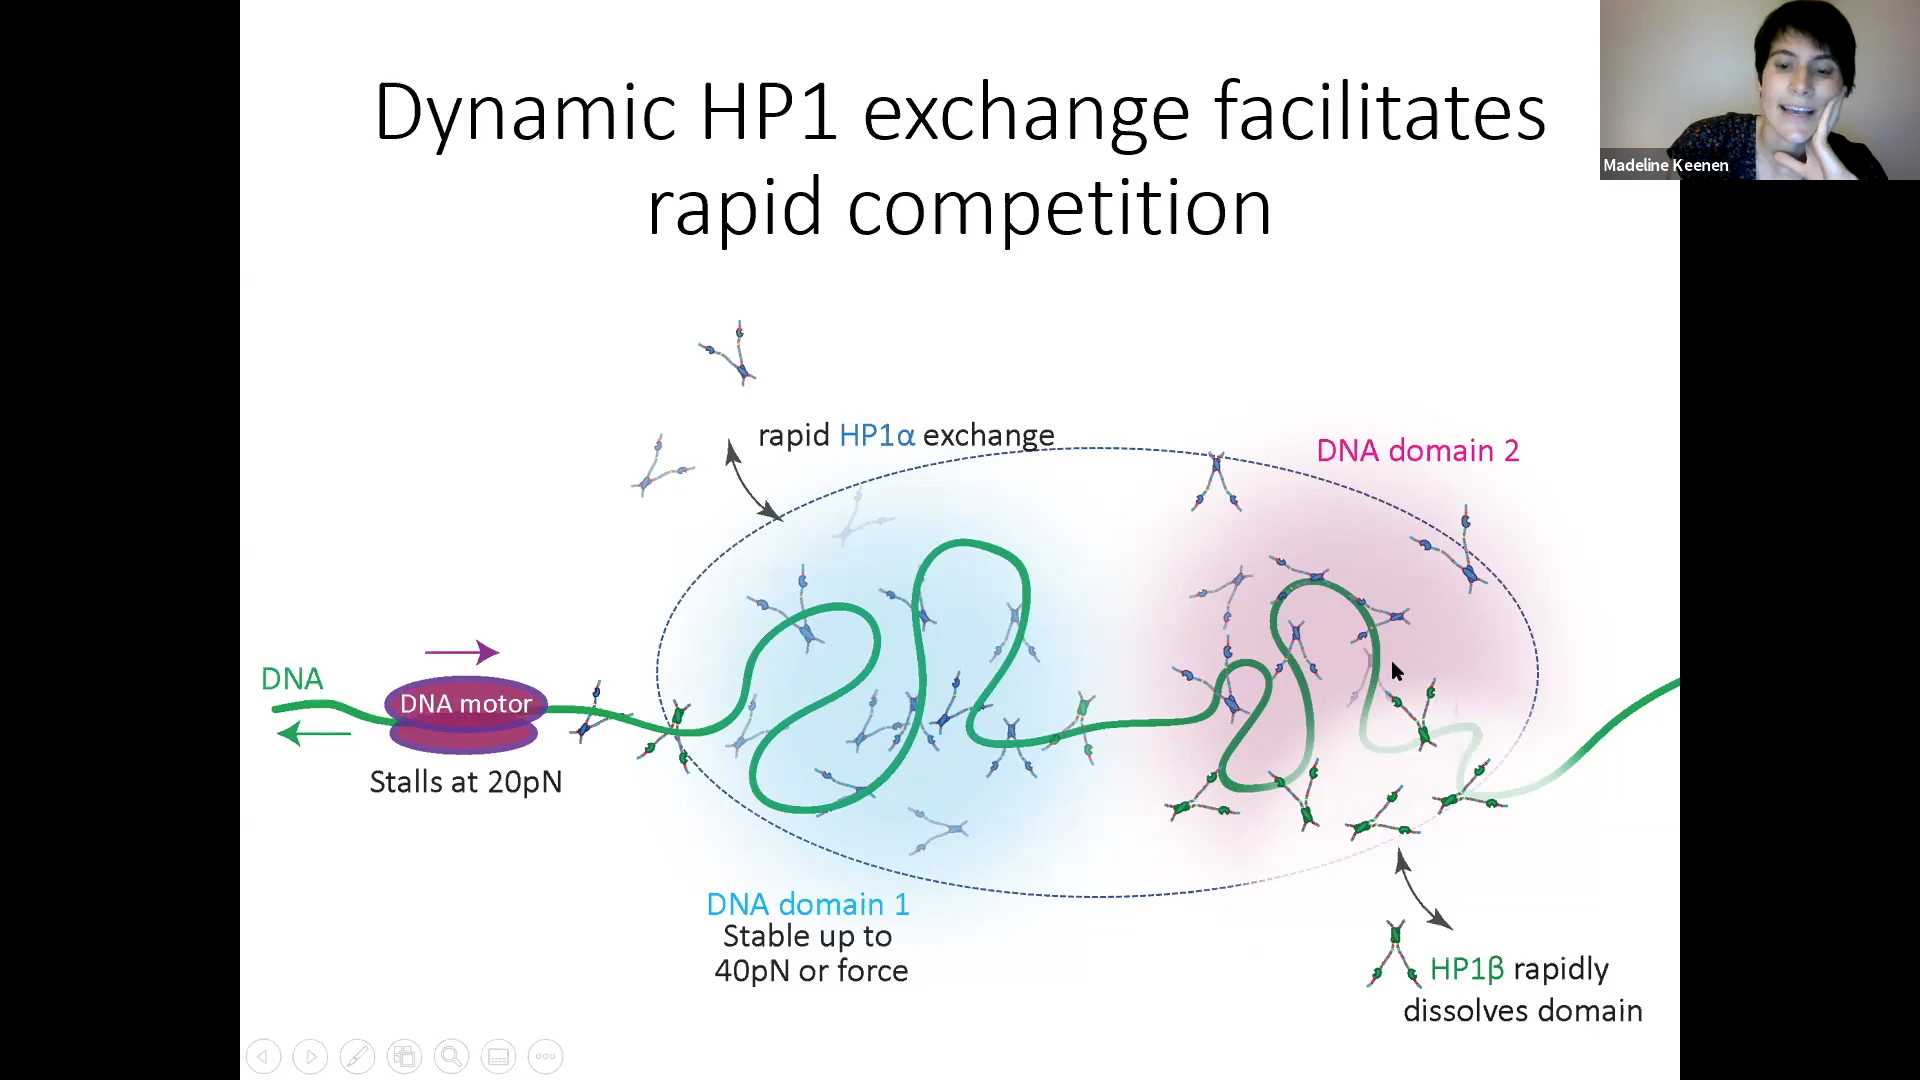 Dynamic HP1 exchange facilitates
rapid competition
Madeline Keenen
rapid HP1α exchange
DNA domain 2
DNA
DNA motor
Stalls at 20pN
DNA domain 1
Stable up to
40pN or force
HP1β rapidly
dissolves domain